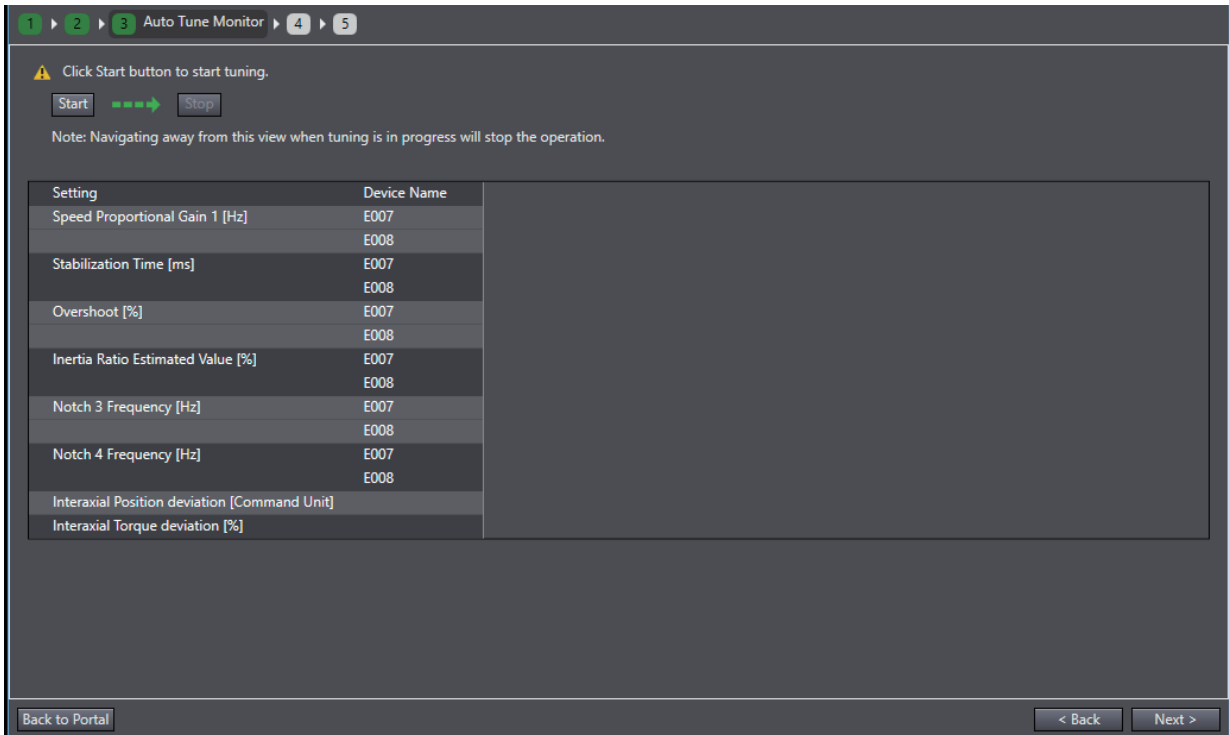 1 2 3 Auto Tune Monitor 4 5
Click Start button to start tuning.
Start Stop
Note: Navigating away from this view when tuning is in progress will stop the operation.
Setting Device Name
Speed Proportional Gain 1 [Hz] E007
E008
Stabilization Time [ms] E007
E008
Overshoot [%] E007
E008
Inertia Ratio Estimated Value [%] E007
E008
Notch 3 Frequency [Hz] E007
E008
Notch 4 Frequency [Hz] E007
E008
Interaxial Position deviation [Command Unit]
Interaxial Torque deviation [%]
Back to Portal < Back Next >